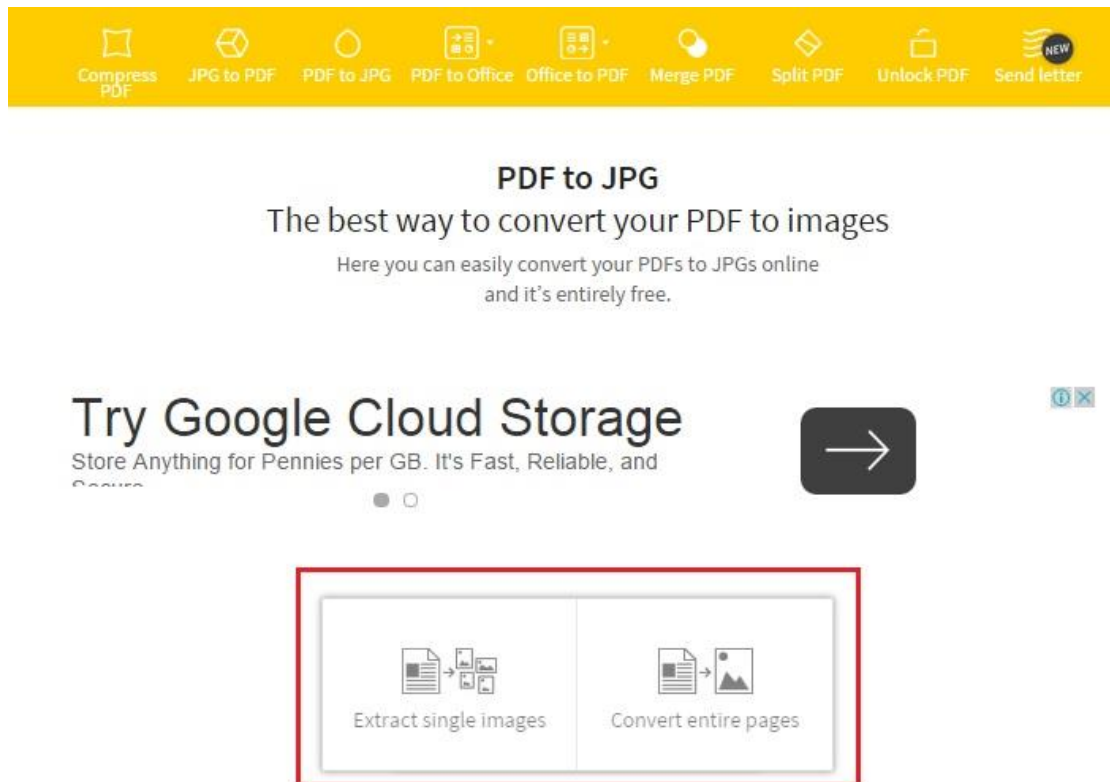 Compress PDF
JPG to PDF
PDF to JPG
PDF to Office
Office to PDF
Merge PDF
Split PDF
Unlock PDF
Send letter
NEW
PDF to JPG
The best way to convert your PDF to images
Here you can easily convert your PDFs to JPGs online
and it's entirely free.
Try Google Cloud Storage
Store Anything for Pennies per GB. It's Fast, Reliable, and
Extract single images
Convert entire pages